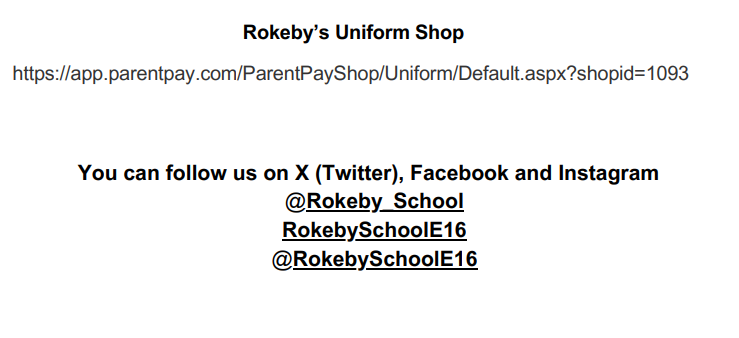 Rokeby’s Uniform Shop
https://app.parentpay.com/ParentPayShop/Uniform/Default.aspx?shopid=1093
You can follow us on X (Twitter), Facebook and Instagram
@Rokeby_School
RokebySchoolE16
@RokebySchoolE16